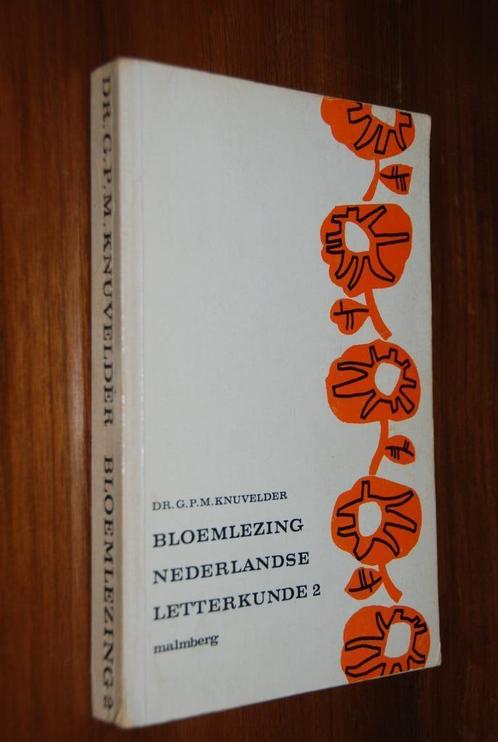 DR. G. P. M. KNUVELDER BLOEMLEZING 2
DR. G. P. M. KNUVELDER
BLOEMLEZING
NEDERLANDSE
LETTERKUNDE 2
malmberg